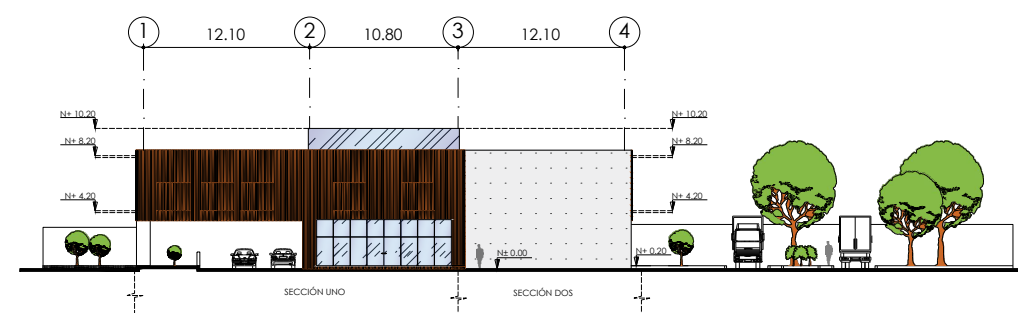 1
12.10
2
10.80
3
12.10
4
N+ 10.20
N+ 10.20
N+ 8.20
N+ 8.20
N+ 4.20
N+ 4.20
N± 0.00
N+ 0.20
SECCIÓN UNO
SECCIÓN DOS